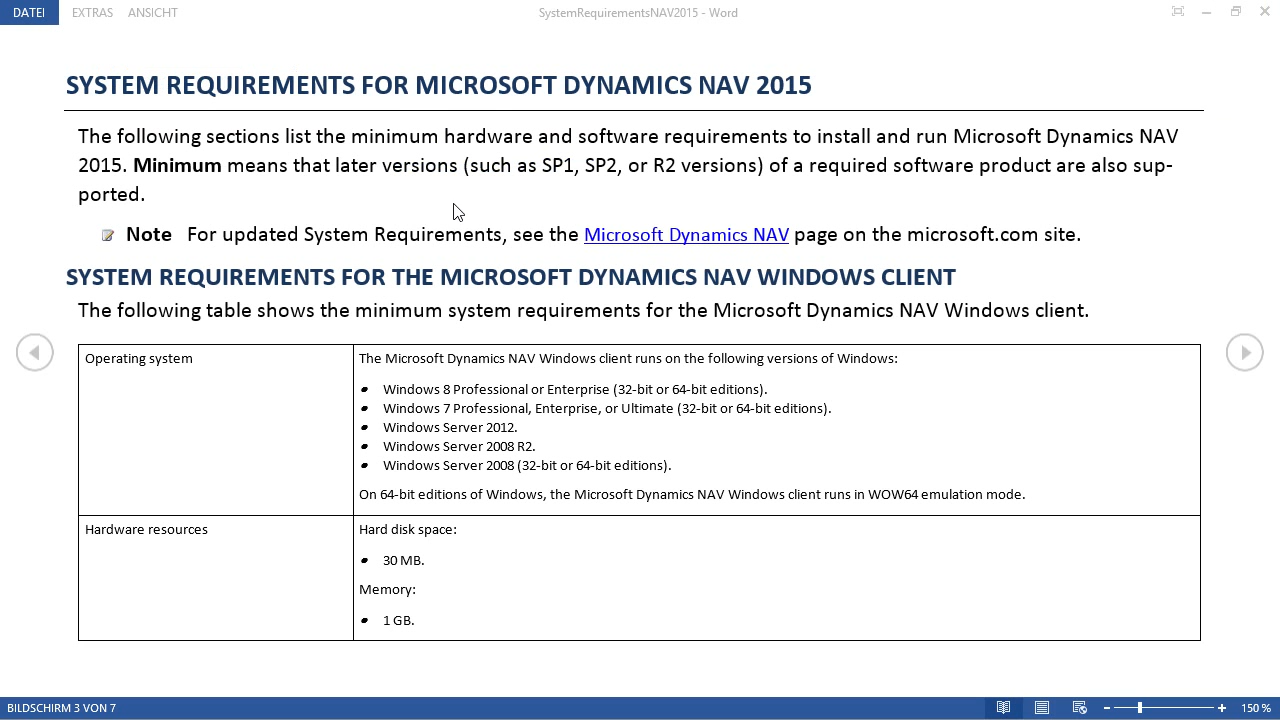 DATEI EXTRAS ANSICHT SystemRequirementsNAV2015 - Word
SYSTEM REQUIREMENTS FOR MICROSOFT DYNAMICS NAV 2015
The following sections list the minimum hardware and software requirements to install and run Microsoft Dynamics NAV
2015. Minimum means that later versions (such as SP1, SP2, or R2 versions) of a required software product are also sup-
ported.
Note For updated System Requirements, see the Microsoft Dynamics NAV page on the microsoft.com site.
SYSTEM REQUIREMENTS FOR THE MICROSOFT DYNAMICS NAV WINDOWS CLIENT
The following table shows the minimum system requirements for the Microsoft Dynamics NAV Windows client.
Operating system
The Microsoft Dynamics NAV Windows client runs on the following versions of Windows:
• Windows 8 Professional or Enterprise (32-bit or 64-bit editions).
• Windows 7 Professional, Enterprise, or Ultimate (32-bit or 64-bit editions).
• Windows Server 2012.
• Windows Server 2008 R2.
• Windows Server 2008 (32-bit or 64-bit editions).
On 64-bit editions of Windows, the Microsoft Dynamics NAV Windows client runs in WOW64 emulation mode.
Hardware resources
Hard disk space:
• 30 MB.
Memory:
• 1 GB.
BILDSCHIRM 3 VON 7 150 %